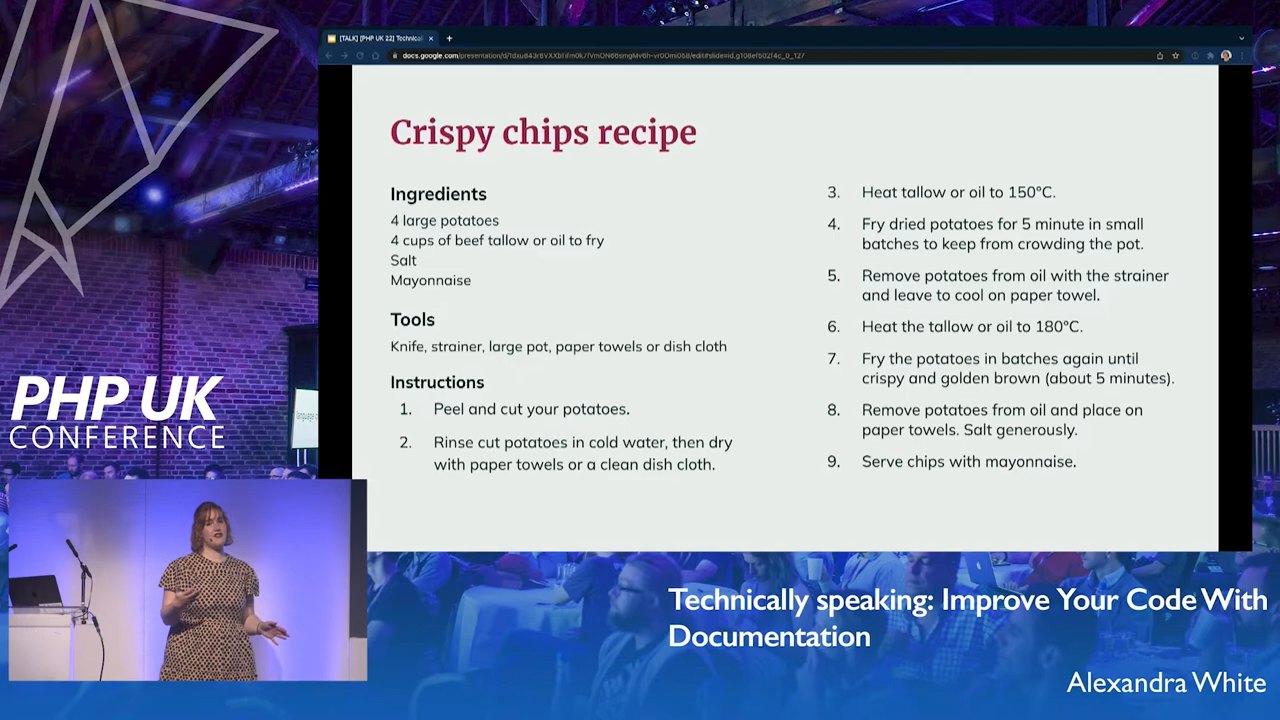 [TALK] [PHP UK 22] Technical
Crispy chips recipe
Ingredients
4 large potatoes
4 cups of beef tallow or oil to fry
Salt
Mayonnaise
Tools
Knife, strainer, large pot, paper towels or dish cloth
Instructions
1. Peel and cut your potatoes.
2. Rinse cut potatoes in cold water, then dry
with paper towels or a clean dish cloth.
3. Heat tallow or oil to 150°C.
4. Fry dried potatoes for 5 minute in small
batches to keep from crowding the pot.
5. Remove potatoes from oil with the strainer
and leave to cool on paper towel.
6. Heat the tallow or oil to 180°C.
7. Fry the potatoes in batches again until
crispy and golden brown (about 5 minutes).
8. Remove potatoes from oil and place on
paper towels. Salt generously.
9. Serve chips with mayonnaise.
PHP UK
CONFERENCE
Technically speaking: Improve Your Code With
Documentation
Alexandra White